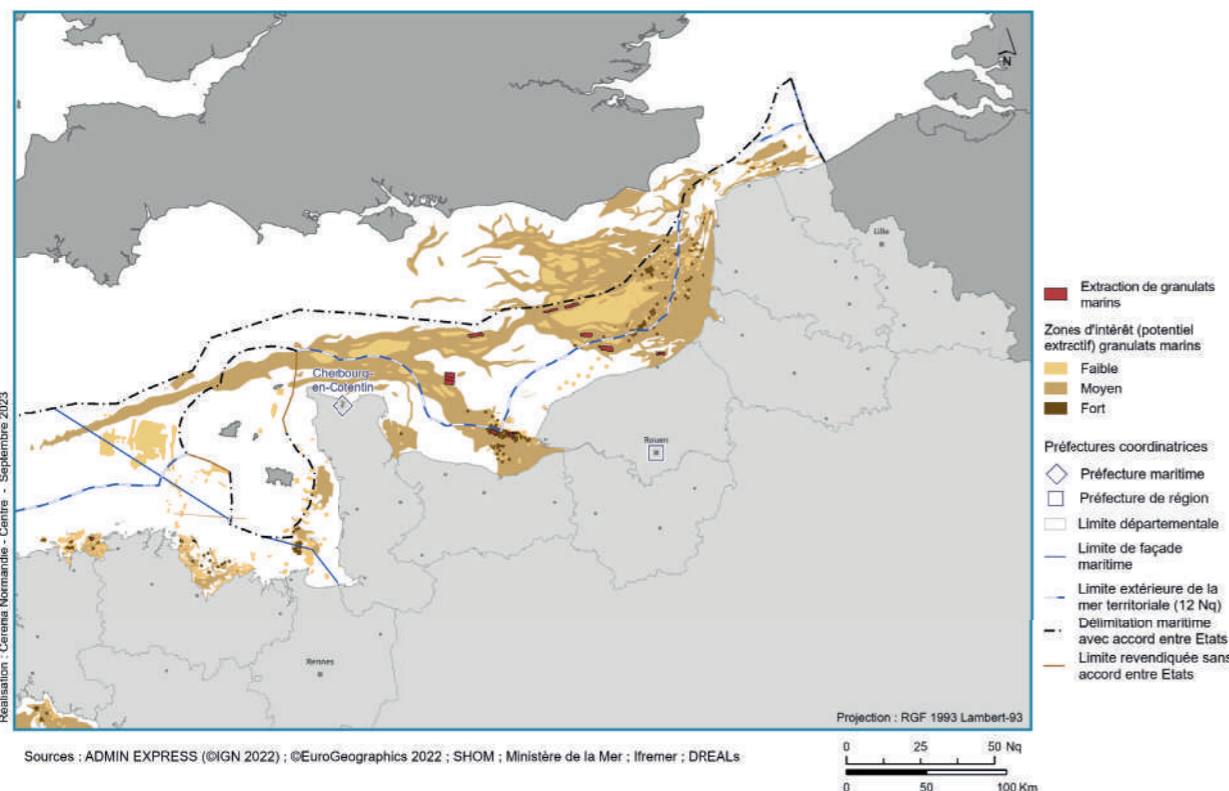 N
Lille
Cherbourg-
en-Cotentin
Rouen
Rennes
Réalisation : Cerema Normandie - Centre - Septembre 2023
Projection : RGF 1993 Lambert-93
Extraction de granulats
marins
Zones d'intérêt (potentiel
extractif) granulats marins
Faible
Moyen
Fort
Préfectures coordinatrices
Préfecture maritime
Préfecture de région
Limite départementale
Limite de façade
maritime
Limite extérieure de la
mer territoriale (12 Nq)
Délimitation maritime
avec accord entre Etats
Limite revendiquée sans
accord entre Etats
Sources : ADMIN EXPRESS (©IGN 2022) ; ©EuroGeographics 2022 ; SHOM ; Ministère de la Mer ; Ifremer ; DREALs
0 25 50 Nq
0 50 100 Km